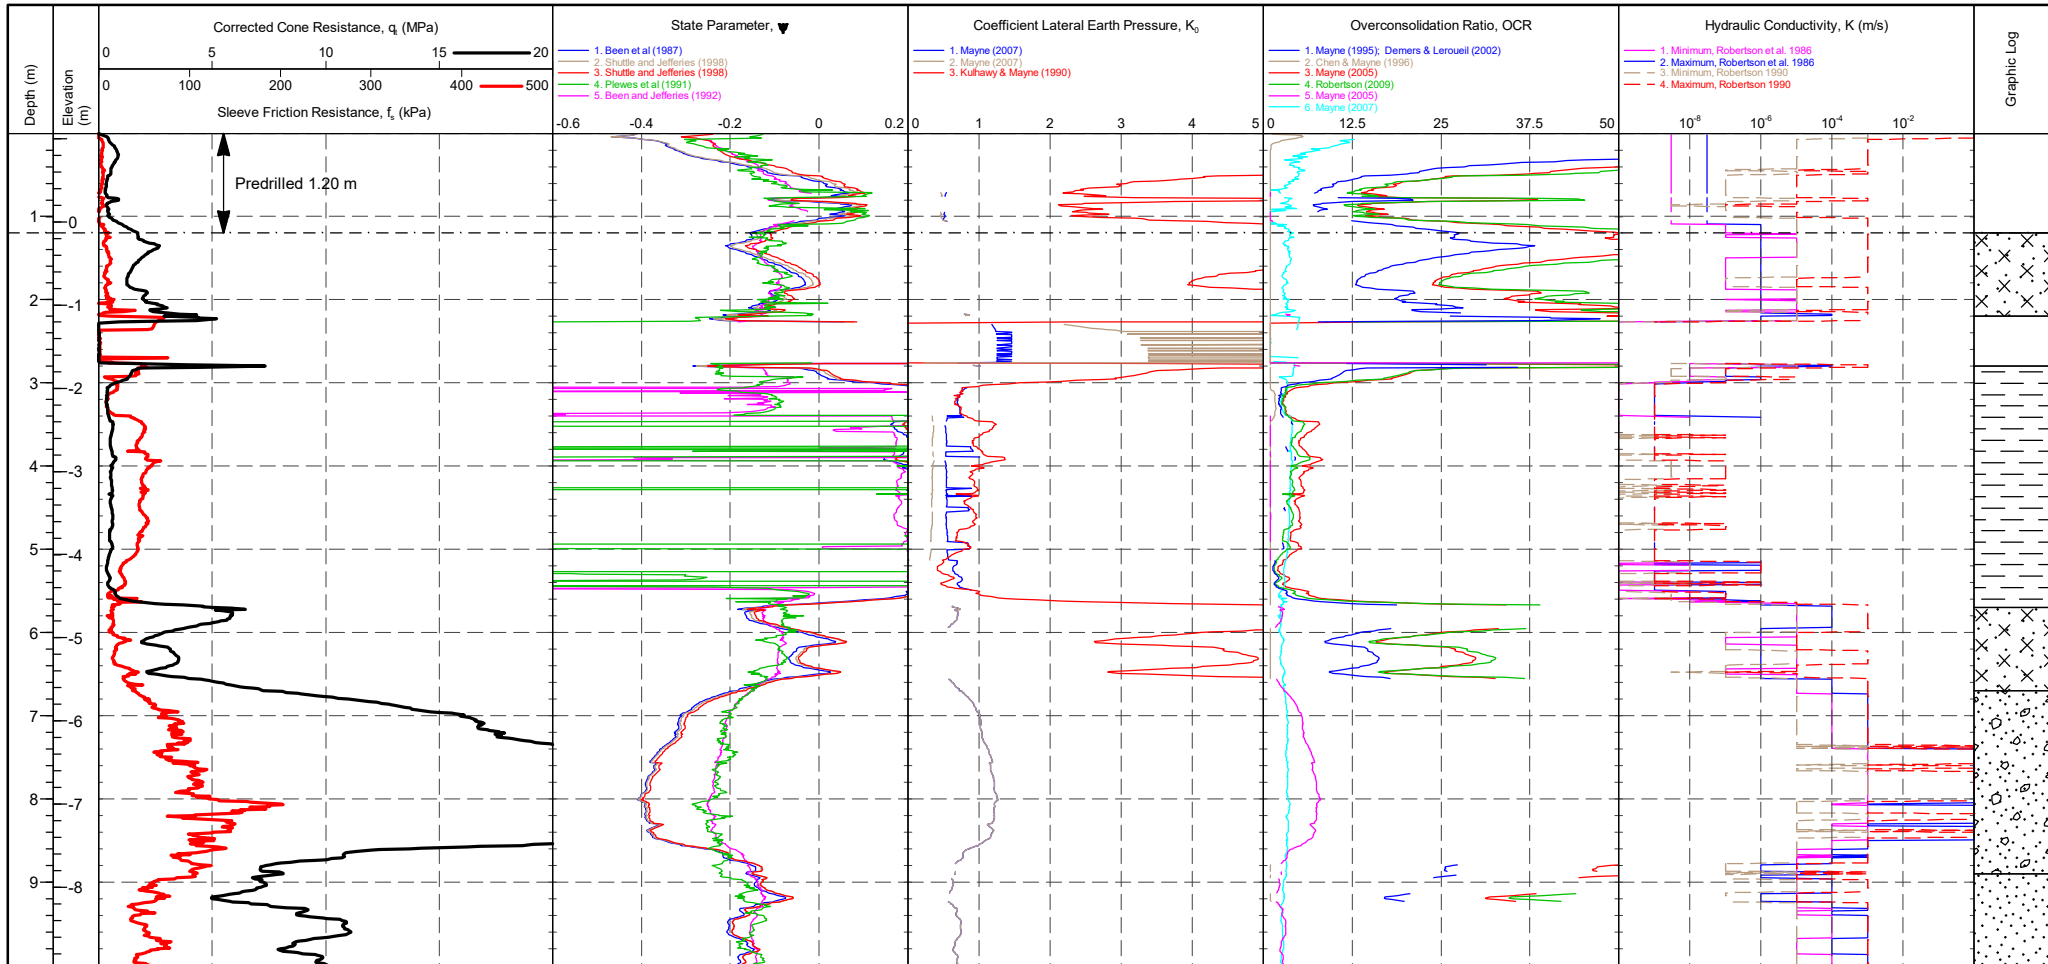 Depth (m)
Elevation (m)
Corrected Cone Resistance, qt (MPa)
0 5 10 15 20
0 100 200 300 400 500
Sleeve Friction Resistance, fs (kPa)
State Parameter, Ψ
1. Been et al (1987)
2. Shuttle and Jefferies (1998)
3. Shuttle and Jefferies (1998)
4. Plewes et al (1991)
5. Been and Jefferies (1992)
-0.6 -0.4 -0.2 0 0.2
Coefficient Lateral Earth Pressure, K0
1. Mayne (2007)
2. Mayne (2007)
3. Kulhawy & Mayne (1990)
0 1 2 3 4 5
Overconsolidation Ratio, OCR
1. Mayne (1995); Demers & Leroueil (2002)
2. Chen & Mayne (1996)
3. Mayne (2005)
4. Robertson (2009)
5. Mayne (2005)
6. Mayne (2007)
0 12.5 25 37.5 50
Hydraulic Conductivity, K (m/s)
1. Minimum, Robertson et al. 1986
2. Maximum, Robertson et al. 1986
3. Minimum, Robertson 1990
4. Maximum, Robertson 1990
10-8 10-6 10-4 10-2
Graphic Log
Predrilled 1.20 m
1
0
2
-1
3
-2
4
-3
5
-4
6
-5
7
-6
8
-7
9
-8